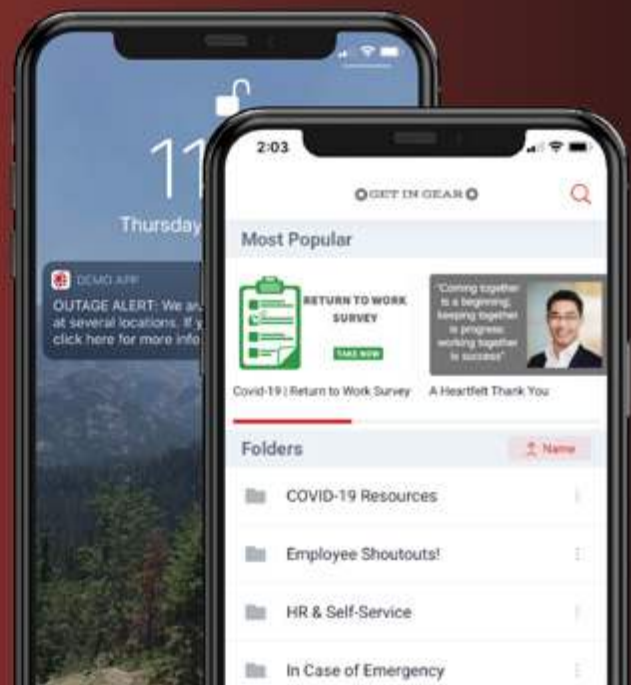 11
Thursday
DEMO APP
OUTAGE ALERT: We
at several locations. If
click here for more info
2:03
GET IN GEAR
Most Popular
RETURN TO WORK
SURVEY
TAKE NOW
Covid-19 | Return to Work Survey
"Coming together
is a beginning;
keeping together
is progress;
working together
is success"
A Heartfelt Thank You
Folders
Name
COVID-19 Resources
Employee Shoutouts!
HR & Self-Service
In Case of Emergency